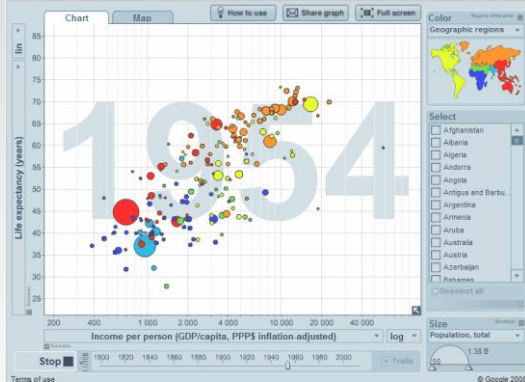 Chart
Map
How to use
Share graph
Full screen
Color
Geographic regions
lin
Life expectancy (years)
85
80
75
70
65
60
55
50
45
40
35
30
25
1954
200
400
1 000
2 000
4 000
10 000
20 000
40 000
Income per person (GDP/capita, PPP$ inflation-adjusted)
log
Select
Afghanistan
Albania
Algeria
Andorra
Angola
Antigua and Barbu...
Argentina
Armenia
Aruba
Australia
Austria
Azerbaijan
Bahamas
Deselect all
Size
Population, total
50
1.38 B
Stop
1800 1820 1840 1860 1880 1900 1920 1940 1960 1980 2000
Trails
Terms of use
© Google 2008